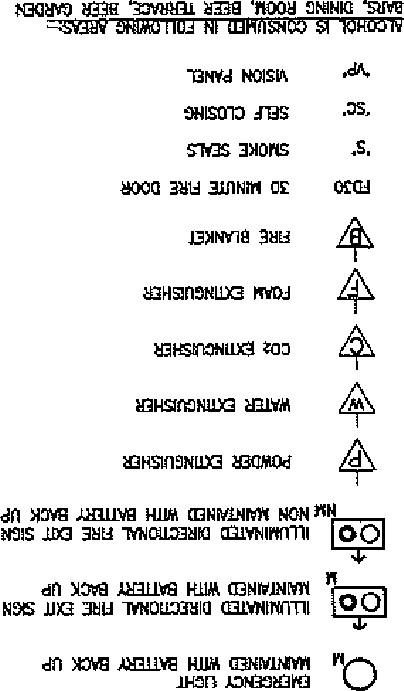 EMERGENCY LIGHT
M MAINTAINED WITH BATTERY BACK UP
ILLUMINATED DIRECTIONAL FIRE EXIT SIGN
M MAINTAINED WITH BATTERY BACK UP
ILLUMINATED DIRECTIONAL FIRE EXIT SIGN
NM NON MAINTAINED WITH BATTERY BACK UP
P POWDER EXTINGUISHER
W WATER EXTINGUISHER
C CO2 EXTINGUISHER
F FOAM EXTINGUISHER
B FIRE BLANKET
FD30 30 MINUTE FIRE DOOR
'S' SMOKE SEALS
'SC' SELF CLOSING
'VP' VISION PANEL
ALCOHOL IS CONSUMED IN FOLLOWING AREAS:-
BARS, DINING ROOM, BEER TERRACE, BEER GARDEN